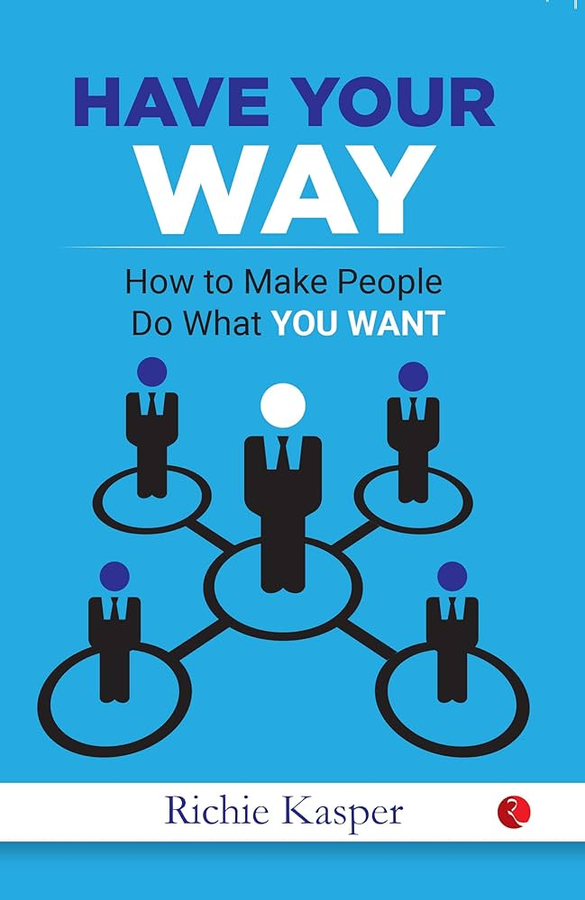 HAVE YOUR
WAY
How to Make People
Do What YOU WANT
Richie Kasper